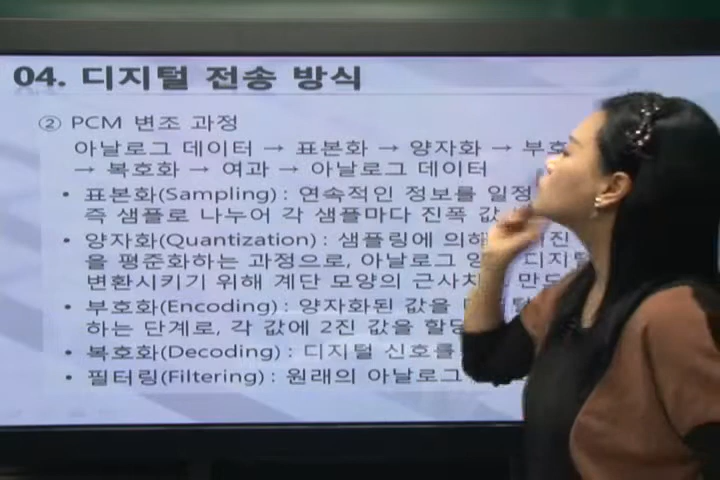 04. 디지털 전송 방식
② PCM 변조 과정
아날로그 데이터 → 표본화 → 양자화 → 부호
→ 복호화 → 여과 → 아날로그 데이터
• 표본화(Sampling) : 연속적인 정보를 일정
즉 샘플로 나누어 각 샘플마다 진폭 값
• 양자화(Quantization) : 샘플링에 의해
을 평준화하는 과정으로, 아날로그
변환시키기 위해 계단 모양의 근사치
• 부호화(Encoding) : 양자화된 값을
하는 단계로, 각 값에 2진 값을 할당
• 복호화(Decoding) : 디지털 신호를
• 필터링(Filtering) : 원래의 아날로그